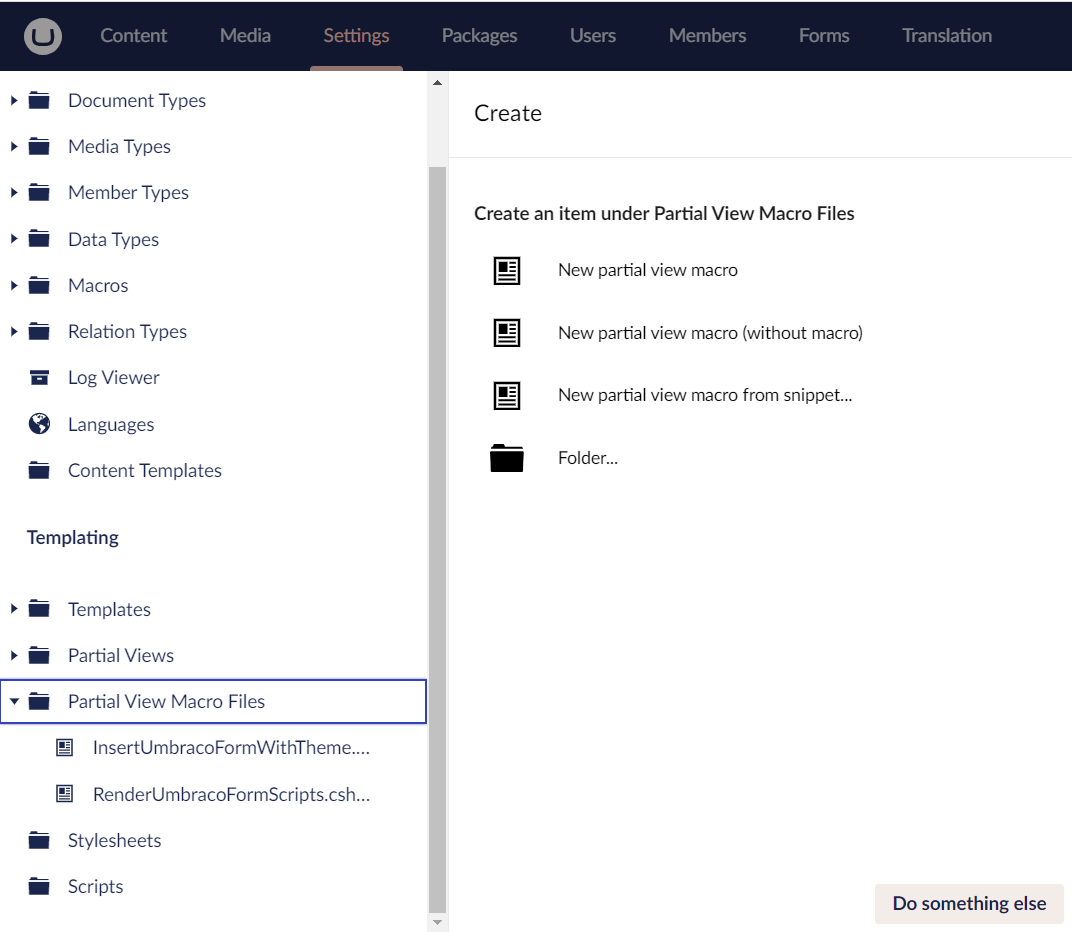 Content Media Settings Packages Users Members Forms Translation
Document Types
Media Types
Member Types
Data Types
Macros
Relation Types
Log Viewer
Languages
Content Templates
Templating
Templates
Partial Views
Partial View Macro Files
InsertUmbracoFormWithTheme....
RenderUmbracoFormScripts.csh...
Stylesheets
Scripts
Create
Create an item under Partial View Macro Files
New partial view macro
New partial view macro (without macro)
New partial view macro from snippet...
Folder...
Do something else